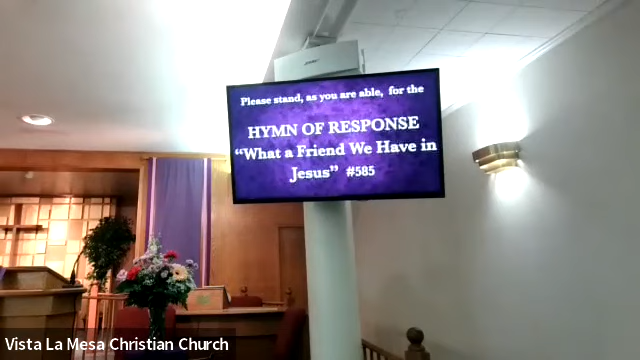 Please stand, as you are able, for the
HYMN OF RESPONSE
“What a Friend We Have in
Jesus” #585
Vista La Mesa Christian Church